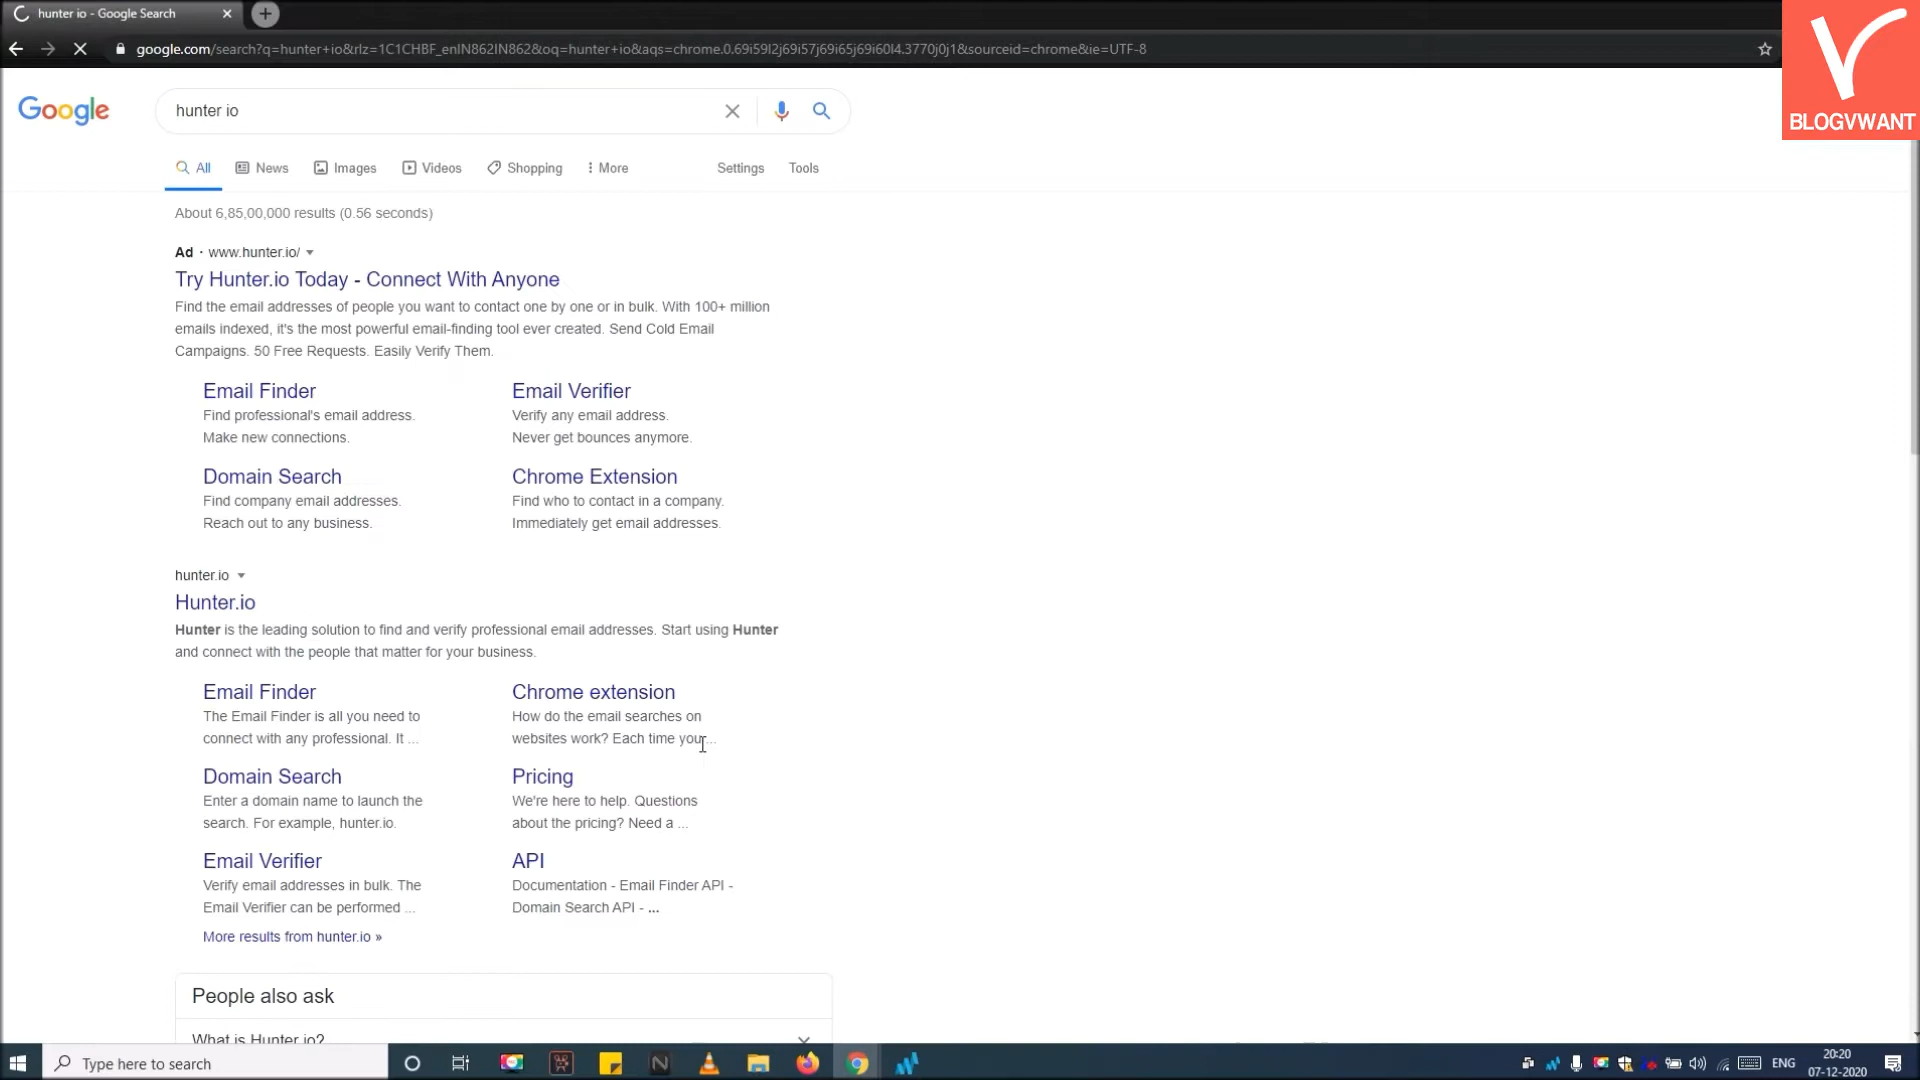 hunter io - Google Search
google.com/search?q=hunter+io&rlz=1C1CHBF_enIN862IN862&oq=hunter+io&aqs=chrome.0.69i59l2j69i57j69i65j69i60l4.3770j0j1&sourceid=chrome&ie=UTF-8
BLOGVWANT
Google
hunter io
All News Images Videos Shopping More Settings Tools
About 6,85,00,000 results (0.56 seconds)
Ad · www.hunter.io/
Try Hunter.io Today - Connect With Anyone
Find the email addresses of people you want to contact one by one or in bulk. With 100+ million
emails indexed, it's the most powerful email-finding tool ever created. Send Cold Email
Campaigns. 50 Free Requests. Easily Verify Them.
Email Finder
Find professional's email address.
Make new connections.
Email Verifier
Verify any email address.
Never get bounces anymore.
Domain Search
Find company email addresses.
Reach out to any business.
Chrome Extension
Find who to contact in a company.
Immediately get email addresses.
hunter.io
Hunter.io
Hunter is the leading solution to find and verify professional email addresses. Start using Hunter
and connect with the people that matter for your business.
Email Finder
The Email Finder is all you need to
connect with any professional. It ...
Chrome extension
How do the email searches on
websites work? Each time you ...
Domain Search
Enter a domain name to launch the
search. For example, hunter.io.
Pricing
We're here to help. Questions
about the pricing? Need a ...
Email Verifier
Verify email addresses in bulk. The
Email Verifier can be performed ...
API
Documentation - Email Finder API -
Domain Search API - ...
More results from hunter.io »
People also ask
What is Hunter io?
Type here to search
ENG
20:20
07-12-2020